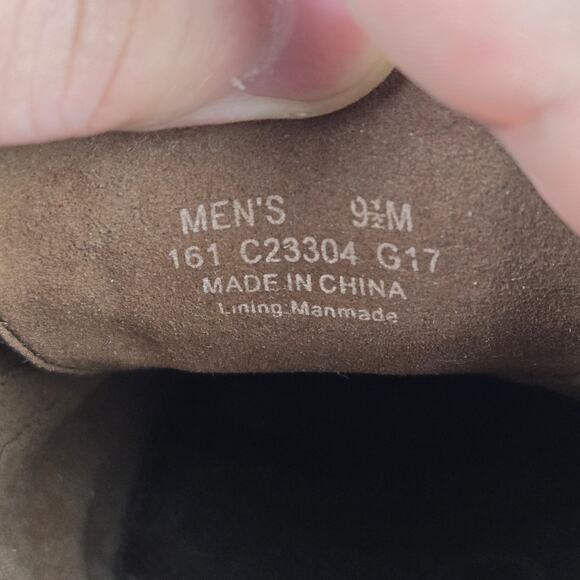 MEN'S 9½M
161 C23304 G17
MADE IN CHINA
Lining Manmade